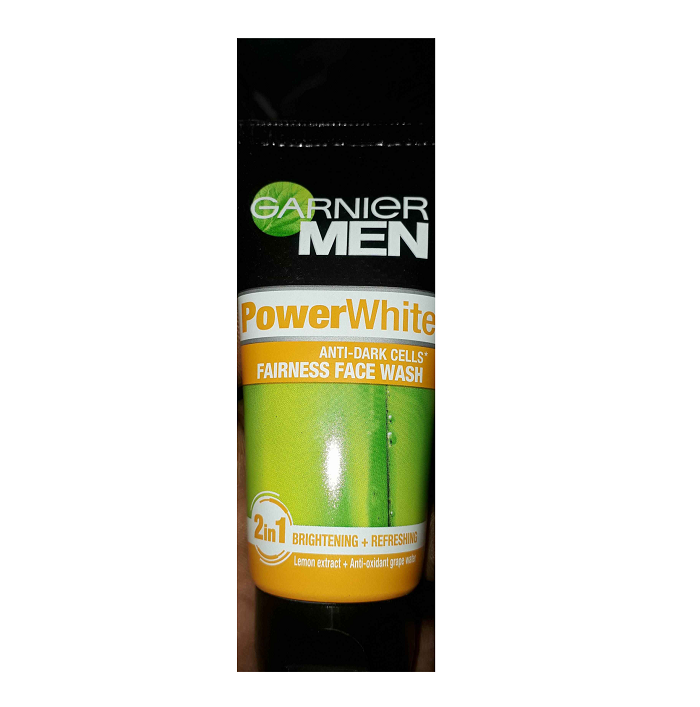 GARNIER
MEN
PowerWhite
ANTI-DARK CELLS*
FAIRNESS FACE WASH
2in1
BRIGHTENING + REFRESHING
Lemon extract + Anti-oxidant grape water